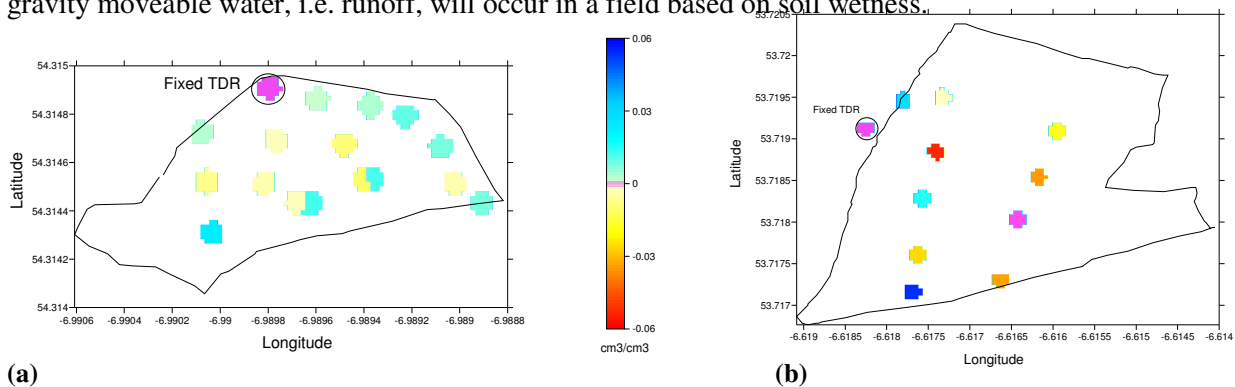 gravity moveable water, i.e. runoff, will occur in a field based on soil wetness.
54.315
54.3148
54.3146
54.3144
54.3142
54.314
Latitude
Fixed TDR
-6.9906 -6.9904 -6.9902 -6.99 -6.9898 -6.9896 -6.9894 -6.9892 -6.989 -6.9888
Longitude
(a)
0.06
0.03
0
-0.03
-0.06
cm3/cm3
53.7205
53.72
53.7195
53.719
53.7185
53.718
53.7175
53.717
Latitude
Fixed TDR
-6.619 -6.6185 -6.618 -6.6175 -6.617 -6.6165 -6.616 -6.6155 -6.615 -6.6145 -6.614
Longitude
(b)